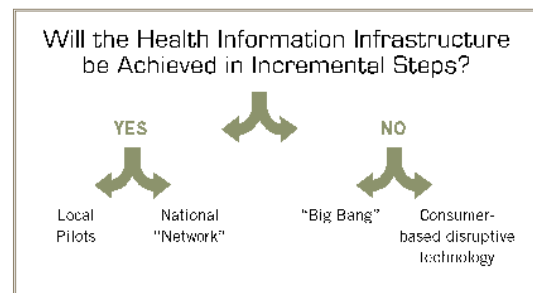 Will the Health Information Infrastructure
be Achieved in Incremental Steps?
YES
NO
Local
Pilots
National
"Network"
"Big Bang"
Consumer-
based disruptive
technology